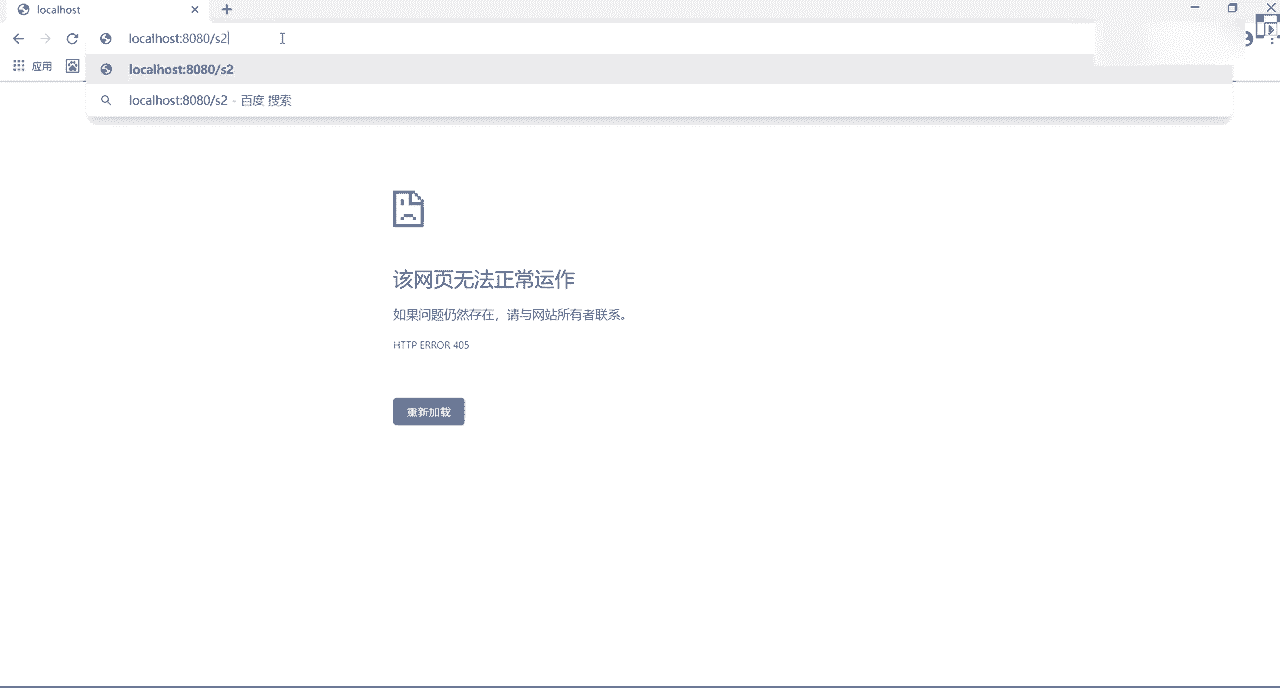 localhost
localhost:8080/s2
应用
localhost:8080/s2
localhost:8080/s2 - 百度 搜索
该网页无法正常运作
如果问题仍然存在，请与网站所有者联系。
HTTP ERROR 405
重新加载